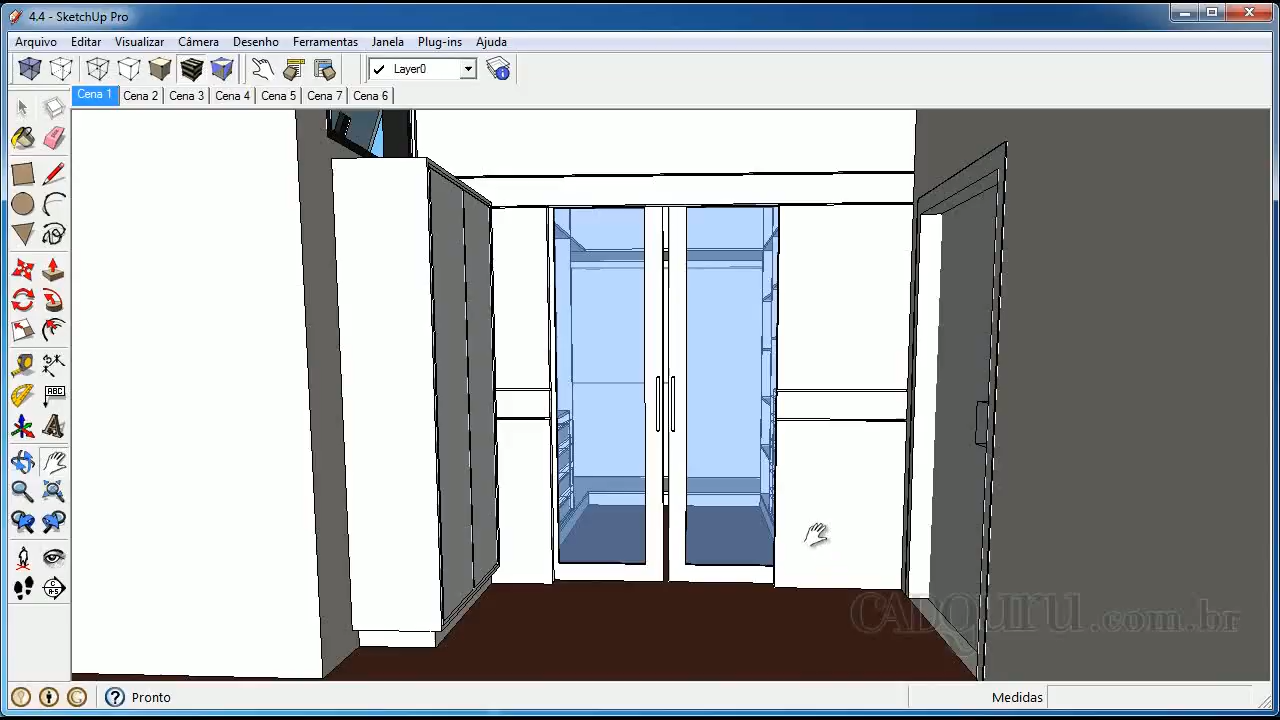 4.4 - SketchUp Pro
Arquivo Editar Visualizar Câmera Desenho Ferramentas Janela Plug-ins Ajuda
Layer0
Cena 1 Cena 2 Cena 3 Cena 4 Cena 5 Cena 7 Cena 6
ABC
CADGURU.com.br
Pronto
Medidas